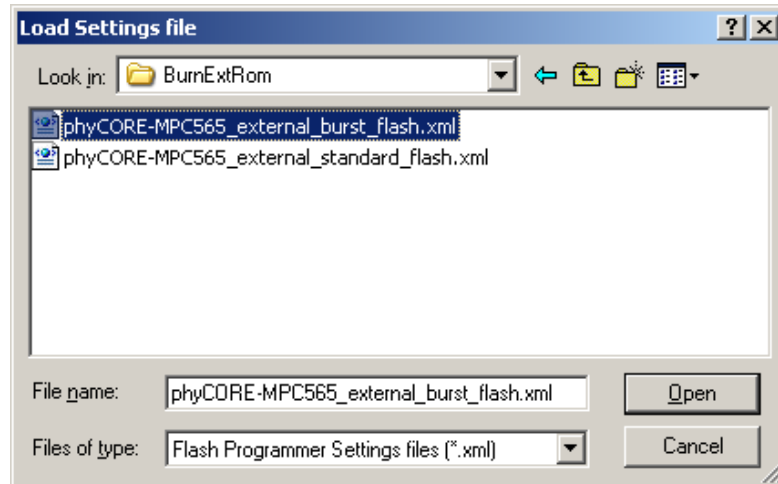 Load Settings file
Look in: BurnExtRom
phyCORE-MPC565_external_burst_flash.xml
phyCORE-MPC565_external_standard_flash.xml
File name: phyCORE-MPC565_external_burst_flash.xml Open
Files of type: Flash Programmer Settings files (*.xml) Cancel